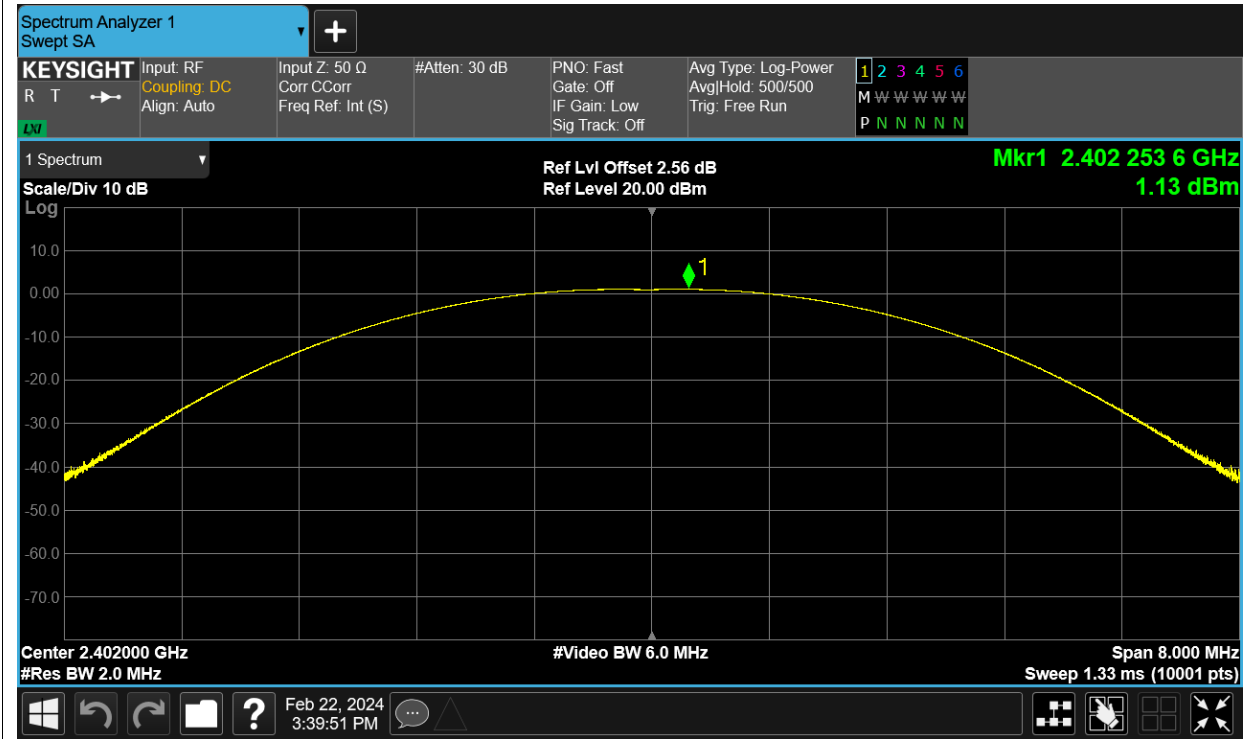 Spectrum Analyzer 1
Swept SA
KEYSIGHT
R T
LXI
Input: RF
Coupling: DC
Align: Auto
Input Z: 50 Ω
Corr CCorr
Freq Ref: Int (S)
#Atten: 30 dB
PNO: Fast
Gate: Off
IF Gain: Low
Sig Track: Off
Avg Type: Log-Power
Avg|Hold: 500/500
Trig: Free Run
1 2 3 4 5 6
M W W W W W
P N N N N N
1 Spectrum
Scale/Div 10 dB
Ref Lvl Offset 2.56 dB
Ref Level 20.00 dBm
Mkr1 2.402 253 6 GHz
1.13 dBm
Log
10.0
0.00
-10.0
-20.0
-30.0
-40.0
-50.0
-60.0
-70.0
1
Center 2.402000 GHz
#Res BW 2.0 MHz
#Video BW 6.0 MHz
Span 8.000 MHz
Sweep 1.33 ms (10001 pts)
?
Feb 22, 2024
3:39:51 PM